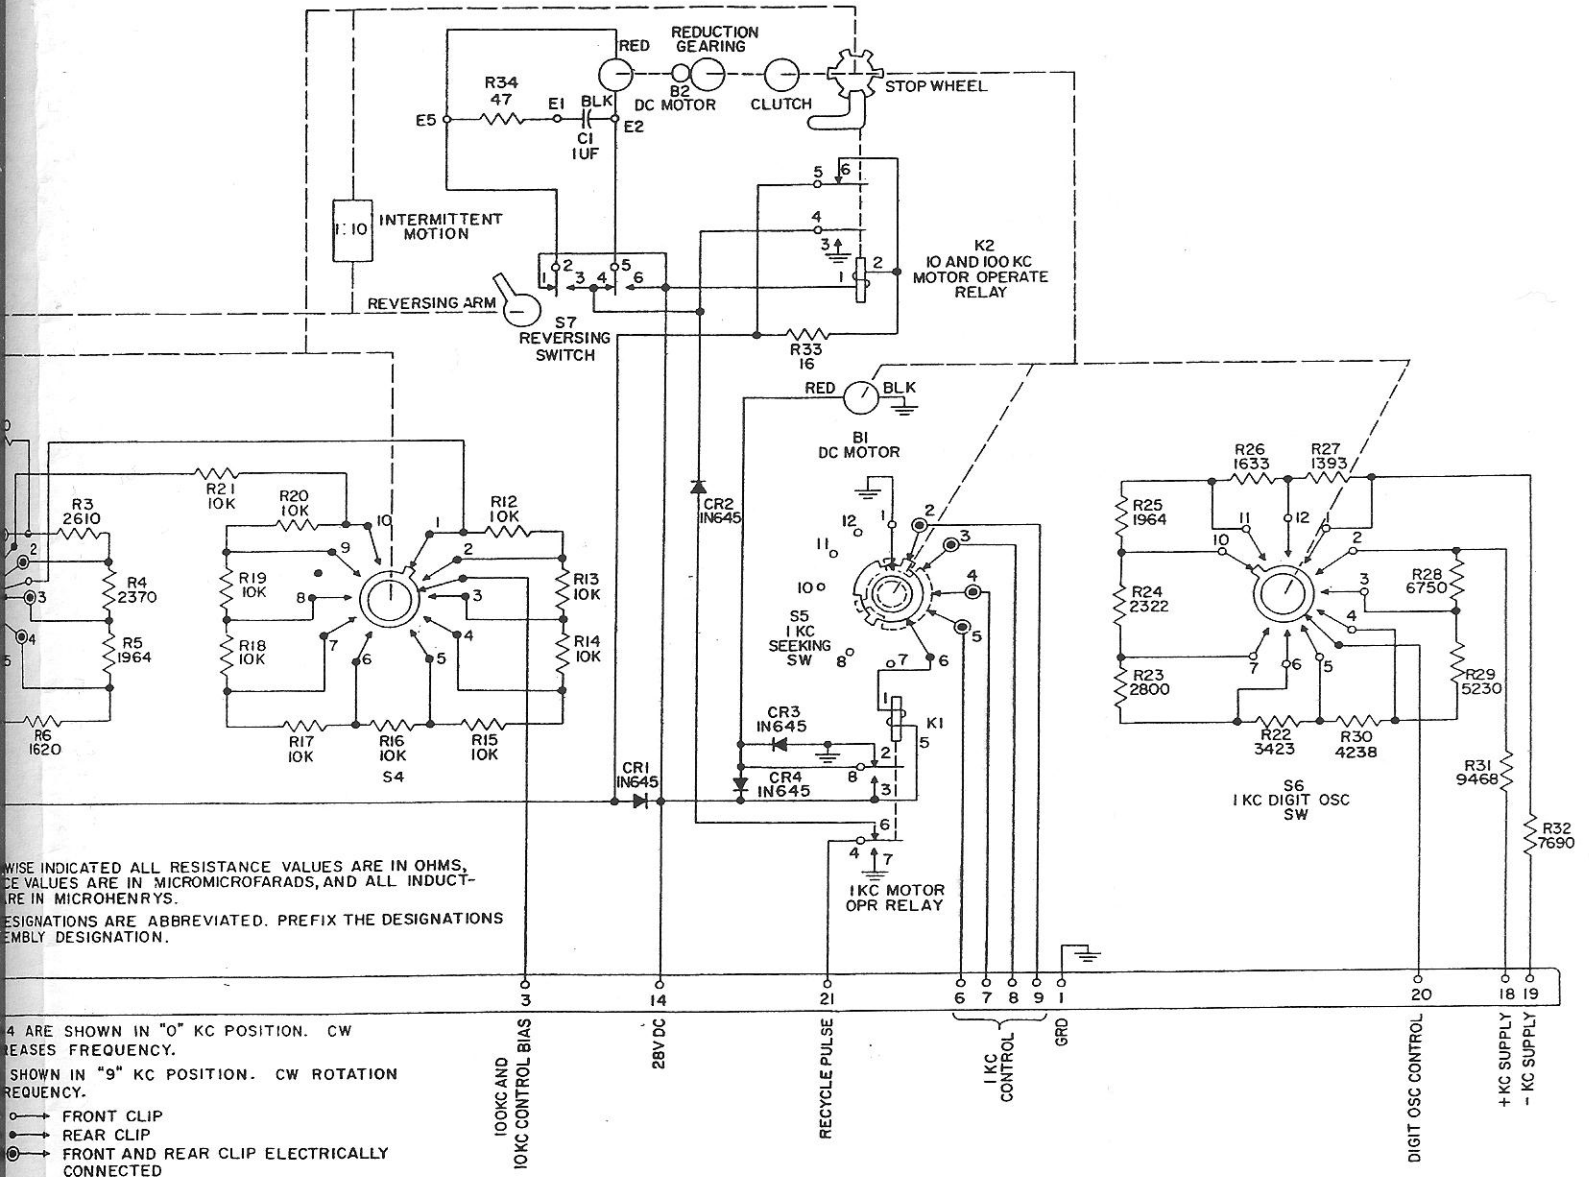 RED
REDUCTION
GEARING
R34
47
E5
E1
BLK
C1
1UF
E2
B2
DC MOTOR
CLUTCH
STOP WHEEL
5
6
4
3
1
2
K2
10 AND 100 KC
MOTOR OPERATE
RELAY
1:10
INTERMITTENT
MOTION
REVERSING ARM
1
2
3
4
5
6
S7
REVERSING
SWITCH
R33
16
RED
BLK
B1
DC MOTOR
R3
2610
2
R4
2370
3
R5
1964
4
5
R6
1620
R21
10K
R20
10K
R19
10K
R18
10K
R17
10K
R16
10K
S4
R15
10K
R14
10K
R13
10K
R12
10K
10
1
9
2
8
3
7
4
6
5
CR2
1N645
12
1
2
11
3
10
4
S5
1 KC
SEEKING
SW
5
8
7
6
1
K1
5
CR3
1N645
2
8
CR4
1N645
3
CR1
1N645
6
4
7
1KC MOTOR
OPR RELAY
R26
1633
R27
1393
R25
1964
11
12
1
10
2
R24
2322
3
R28
6750
4
R23
2800
7
6
5
R29
5230
R22
3423
R30
4238
S6
1 KC DIGIT OSC
SW
R31
9468
R32
7690
WISE INDICATED ALL RESISTANCE VALUES ARE IN OHMS,
CE VALUES ARE IN MICROMICROFARADS, AND ALL INDUCT-
ARE IN MICROHENRYS.
ESIGNATIONS ARE ABBREVIATED. PREFIX THE DESIGNATIONS
EMBLY DESIGNATION.
3
14
21
6
7
8
9
1
20
18
19
100KC AND
10KC CONTROL BIAS
28V DC
RECYCLE PULSE
1 KC
CONTROL
GRD
DIGIT OSC CONTROL
+ KC SUPPLY
- KC SUPPLY
4 ARE SHOWN IN "0" KC POSITION. CW
REASES FREQUENCY.
SHOWN IN "9" KC POSITION. CW ROTATION
REQUENCY.
FRONT CLIP
REAR CLIP
FRONT AND REAR CLIP ELECTRICALLY
CONNECTED